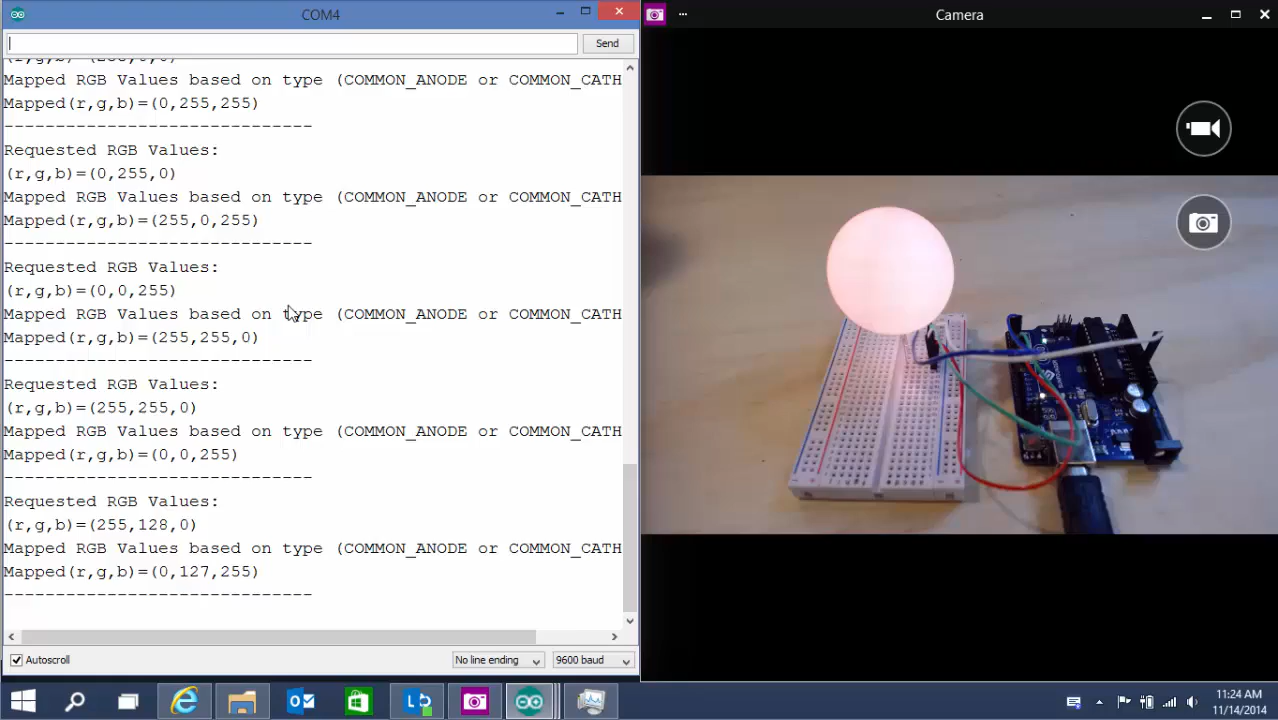 COM4
Send
(r,g,b)=(255,0,0)
Mapped RGB Values based on type (COMMON_ANODE or COMMON_CATH
Mapped(r,g,b)=(0,255,255)
------------------------------
Requested RGB Values:
(r,g,b)=(0,255,0)
Mapped RGB Values based on type (COMMON_ANODE or COMMON_CATH
Mapped(r,g,b)=(255,0,255)
------------------------------
Requested RGB Values:
(r,g,b)=(0,0,255)
Mapped RGB Values based on type (COMMON_ANODE or COMMON_CATH
Mapped(r,g,b)=(255,255,0)
------------------------------
Requested RGB Values:
(r,g,b)=(255,255,0)
Mapped RGB Values based on type (COMMON_ANODE or COMMON_CATH
Mapped(r,g,b)=(0,0,255)
------------------------------
Requested RGB Values:
(r,g,b)=(255,128,0)
Mapped RGB Values based on type (COMMON_ANODE or COMMON_CATH
Mapped(r,g,b)=(0,127,255)
------------------------------
Autoscroll
No line ending
9600 baud
Camera
11:24 AM
11/14/2014